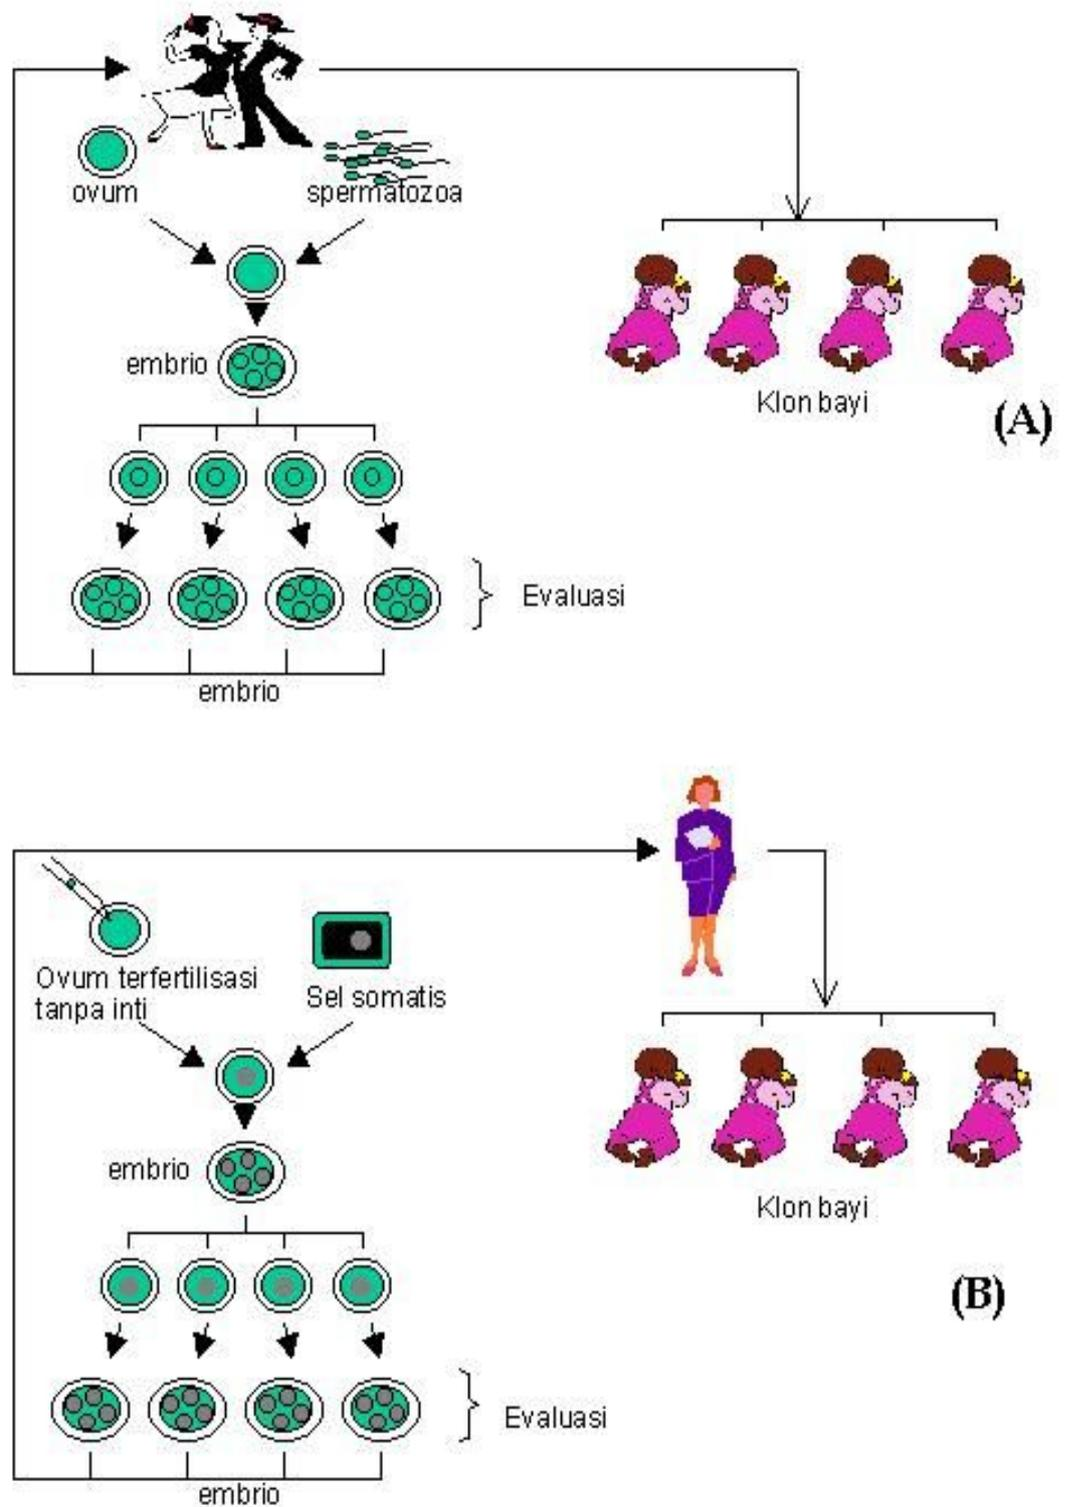 ovum
spermatozoa
embrio
Klon bayi
(A)
Evaluasi
embrio
Ovum terfertilisasi
tanpa inti
Sel somatis
embrio
Klon bayi
(B)
Evaluasi
embrio